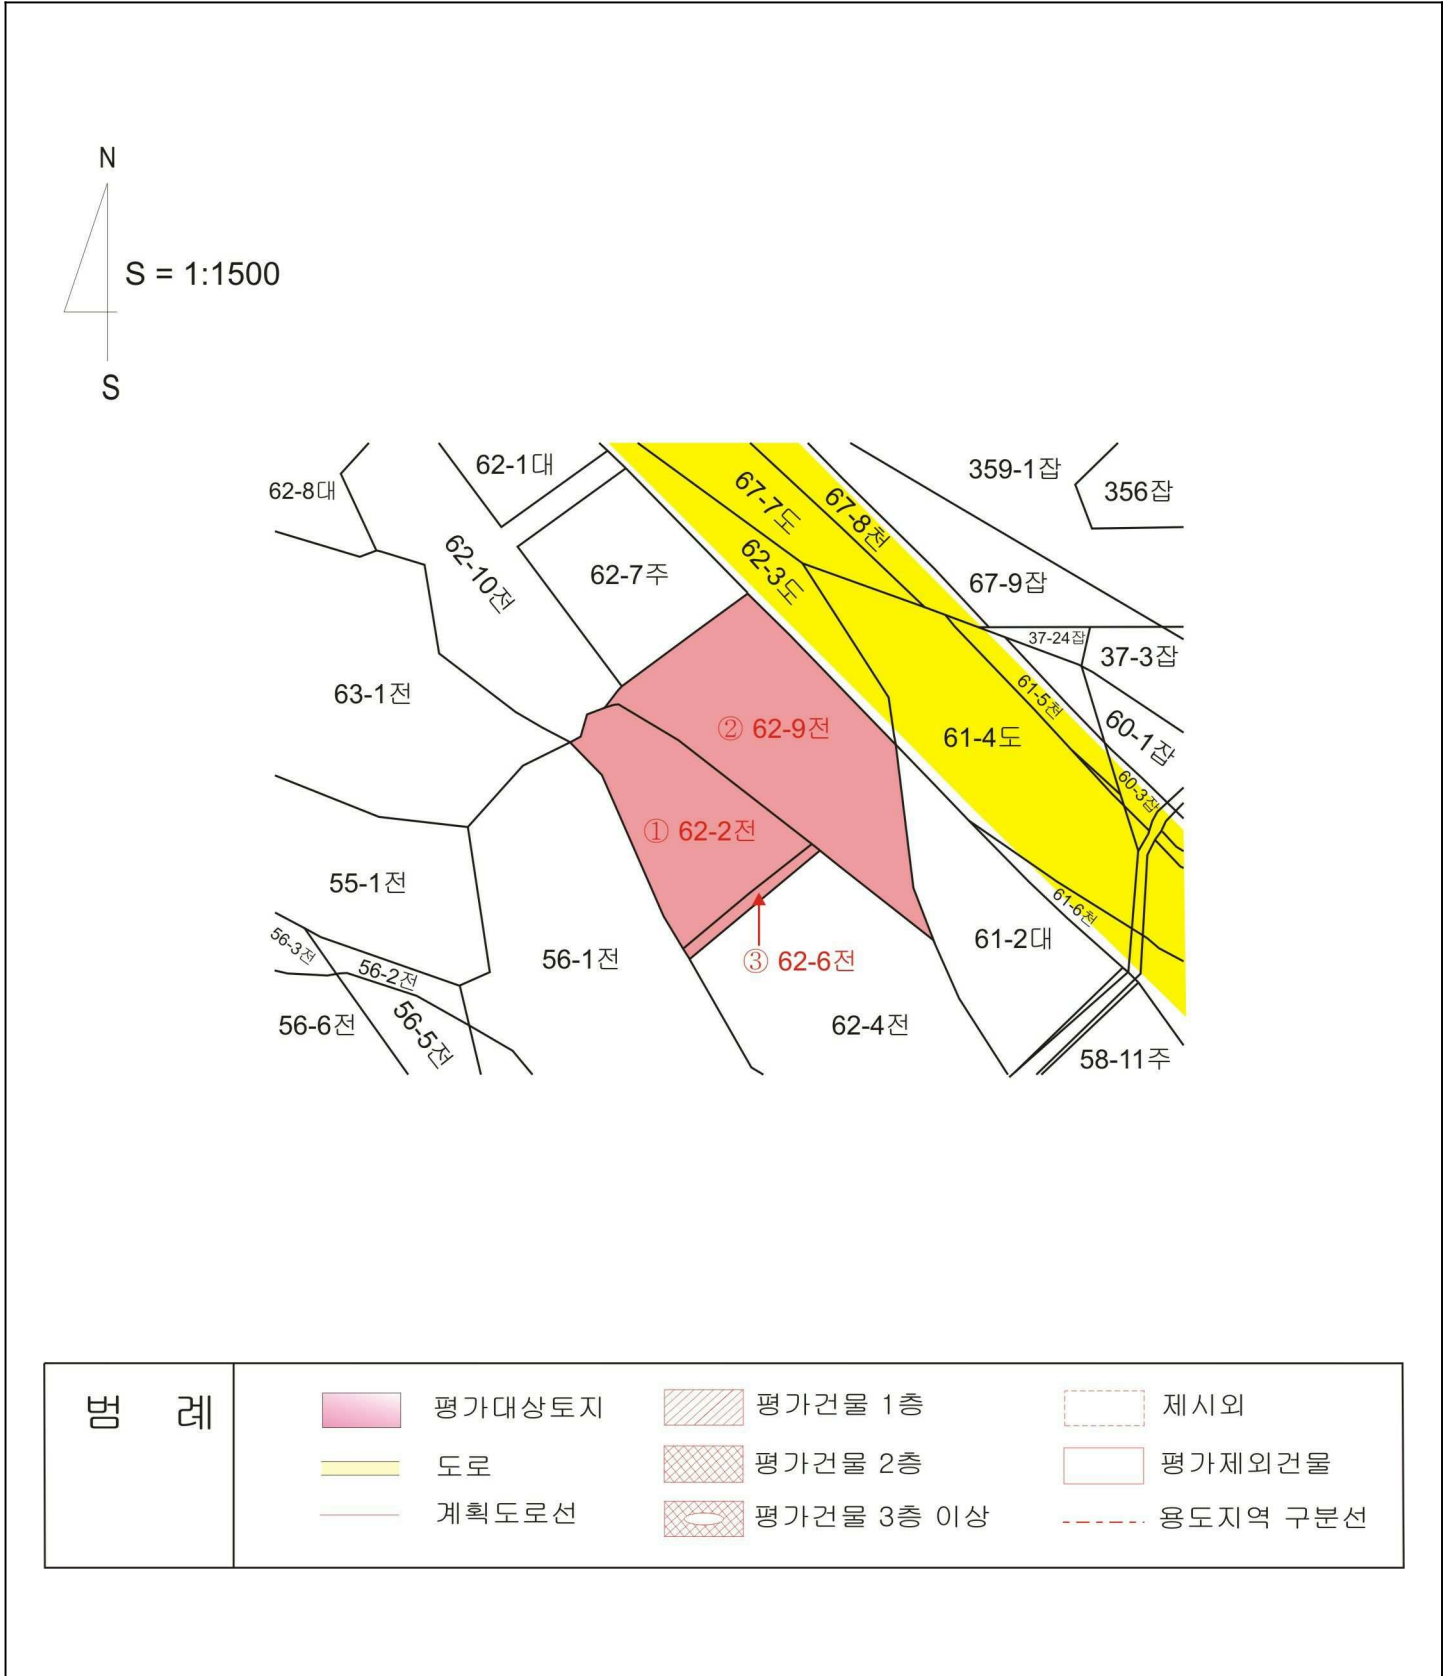 N
S = 1:1500
S
62-1대
62-8대
359-1잡
356잡
67-7도
67-8천
62-10전
62-7주
62-3도
67-9잡
37-24잡
37-3잡
63-1전
61-5천
② 62-9전
61-4도
60-1잡
60-3잡
① 62-2전
55-1전
61-6천
56-3전
56-2전
56-1전
③ 62-6전
61-2대
56-6전
56-5전
62-4전
58-11주
범 례
평가대상토지
평가건물 1층
제시외
도로
평가건물 2층
평가제외건물
계획도로선
평가건물 3층 이상
용도지역 구분선